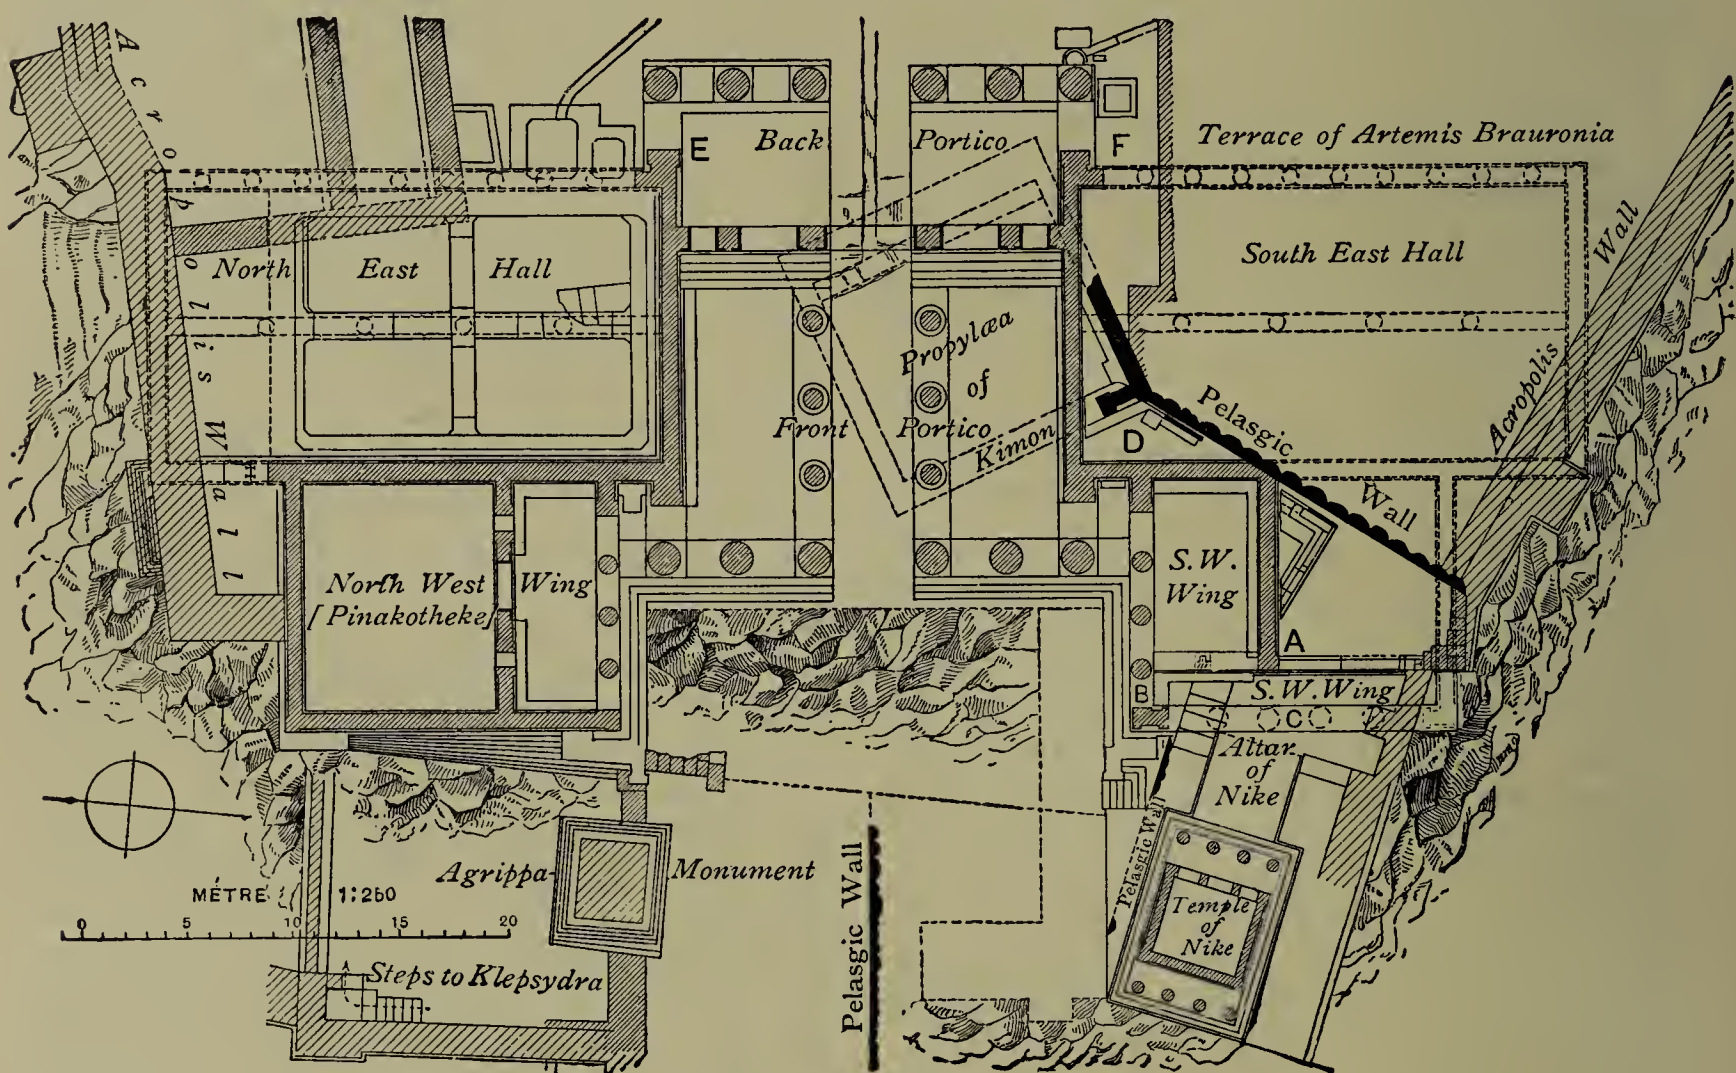 Acropolis Wall
E
Back Portico
F
Terrace of Artemis Brauronia
North East Hall
South East Hall
Wall
Acropolis
Propylæa
of
Kimon
Front Portico
D
Pelasgic
Wall
North West Wing
[Pinakotheke]
S.W.
Wing
A
B
S.W. Wing
C
Altar
of
Nike
Pelasgic Wall
Temple
of
Nike
Agrippa- Monument
Pelasgic Wall
MÉTRE 1:260
0 5 10 15 20
Steps to Klepsydra